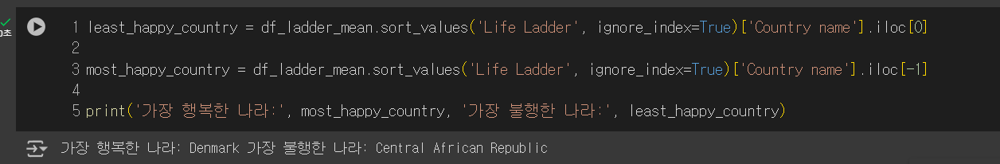 1 least_happy_country = df_ladder_mean.sort_values('Life Ladder', ignore_index=True)['Country name'].iloc[0]
2
3 most_happy_country = df_ladder_mean.sort_values('Life Ladder', ignore_index=True)['Country name'].iloc[-1]
4
5 print('가장 행복한 나라:', most_happy_country, '가장 불행한 나라:', least_happy_country)
가장 행복한 나라: Denmark 가장 불행한 나라: Central African Republic